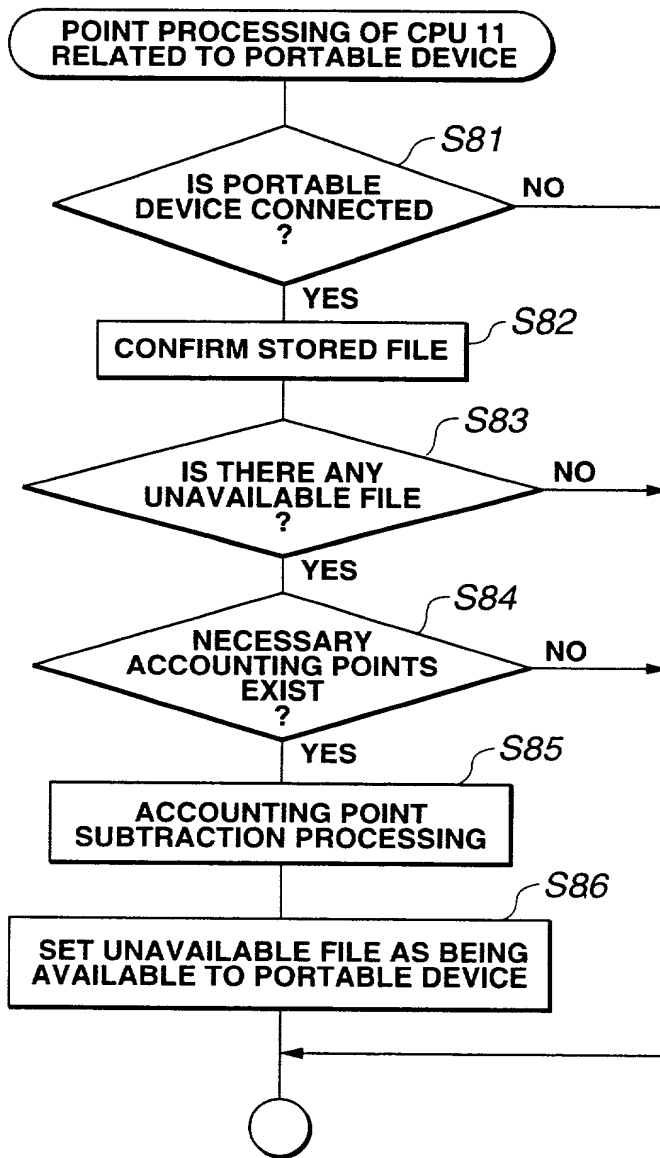 POINT PROCESSING OF CPU 11
RELATED TO PORTABLE DEVICE
S81
IS PORTABLE
DEVICE CONNECTED
?
NO
YES
S82
CONFIRM STORED FILE
S83
IS THERE ANY
UNAVAILABLE FILE
?
NO
YES
S84
NECESSARY
ACCOUNTING POINTS
EXIST
?
NO
YES
S85
ACCOUNTING POINT
SUBTRACTION PROCESSING
S86
SET UNAVAILABLE FILE AS BEING
AVAILABLE TO PORTABLE DEVICE